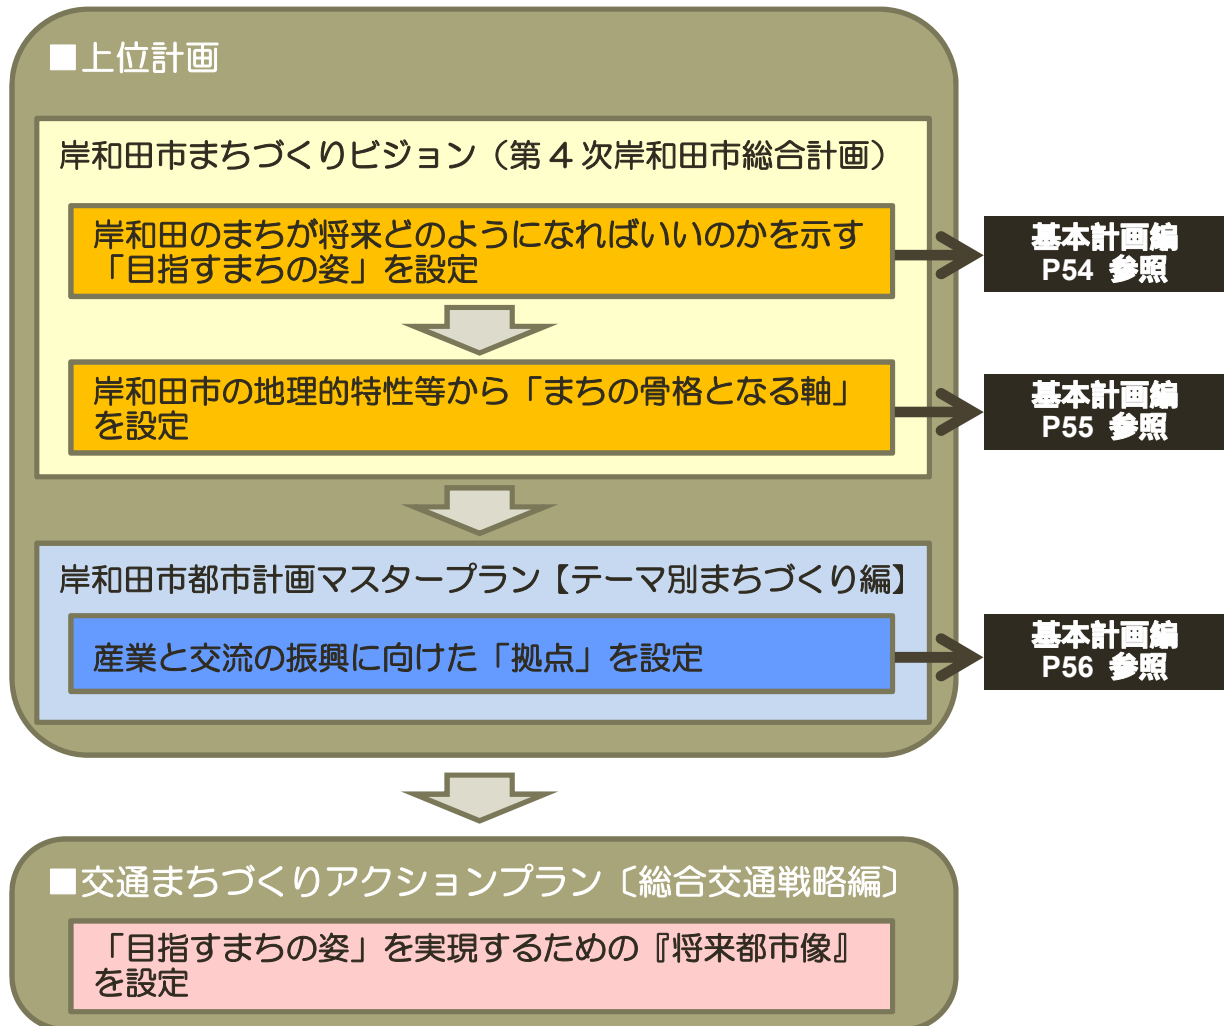 ■上位計画
岸和田市まちづくりビジョン（第4次岸和田市総合計画）
岸和田のまちが将来どのようになればいいのかを示す
「目指すまちの姿」を設定
基本計画編
P54 参照
岸和田市の地理的特性等から「まちの骨格となる軸」
を設定
基本計画編
P55 参照
岸和田市都市計画マスタープラン【テーマ別まちづくり編】
産業と交流の振興に向けた「拠点」を設定
基本計画編
P56 参照
■交通まちづくりアクションプラン〔総合交通戦略編〕
「目指すまちの姿」を実現するための『将来都市像』
を設定